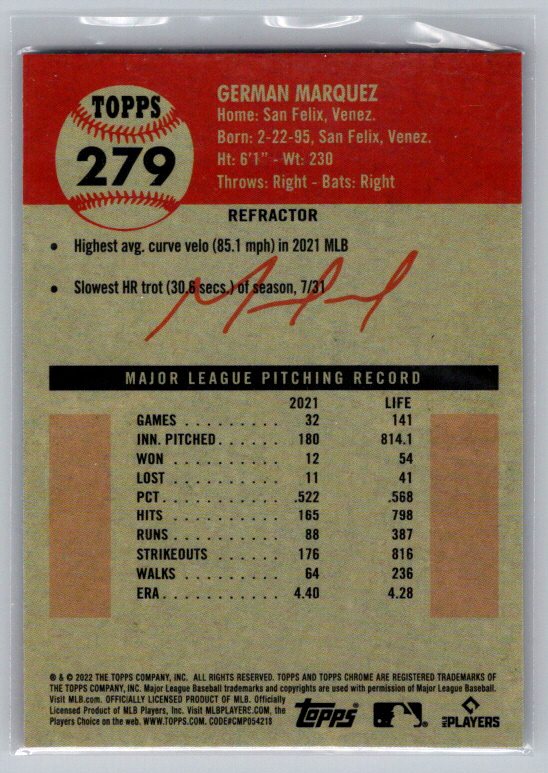 TOPPS
279
GERMAN MARQUEZ
Home: San Felix, Venez.
Born: 2-22-95, San Felix, Venez.
Ht: 6'1" - Wt: 230
Throws: Right - Bats: Right
REFRACTOR
• Highest avg. curve velo (85.1 mph) in 2021 MLB
• Slowest HR trot (30.6 secs.) of season, 7/31
MAJOR LEAGUE PITCHING RECORD
2021 LIFE
GAMES . . . . . . . . . 32 141
INN. PITCHED . . . . . . 180 814.1
WON . . . . . . . . . . 12 54
LOST . . . . . . . . . . 11 41
PCT . . . . . . . . . . .522 .568
HITS . . . . . . . . . . 165 798
RUNS . . . . . . . . . . 88 387
STRIKEOUTS . . . . . . . 176 816
WALKS . . . . . . . . . 64 236
ERA . . . . . . . . . . 4.40 4.28
® & © 2022 THE TOPPS COMPANY, INC. ALL RIGHTS RESERVED. TOPPS AND TOPPS CHROME ARE REGISTERED TRADEMARKS OF
THE TOPPS COMPANY, INC. Major League Baseball trademarks and copyrights are used with permission of Major League Baseball.
Visit MLB.com. OFFICIALLY LICENSED PRODUCT OF MLB. Officially
Licensed Product of MLB Players, Inc. Visit MLBPLAYERS.COM, the
Players Choice on the web. WWW.TOPPS.COM. CODE#CMP054218
Topps
MLB PLAYERS